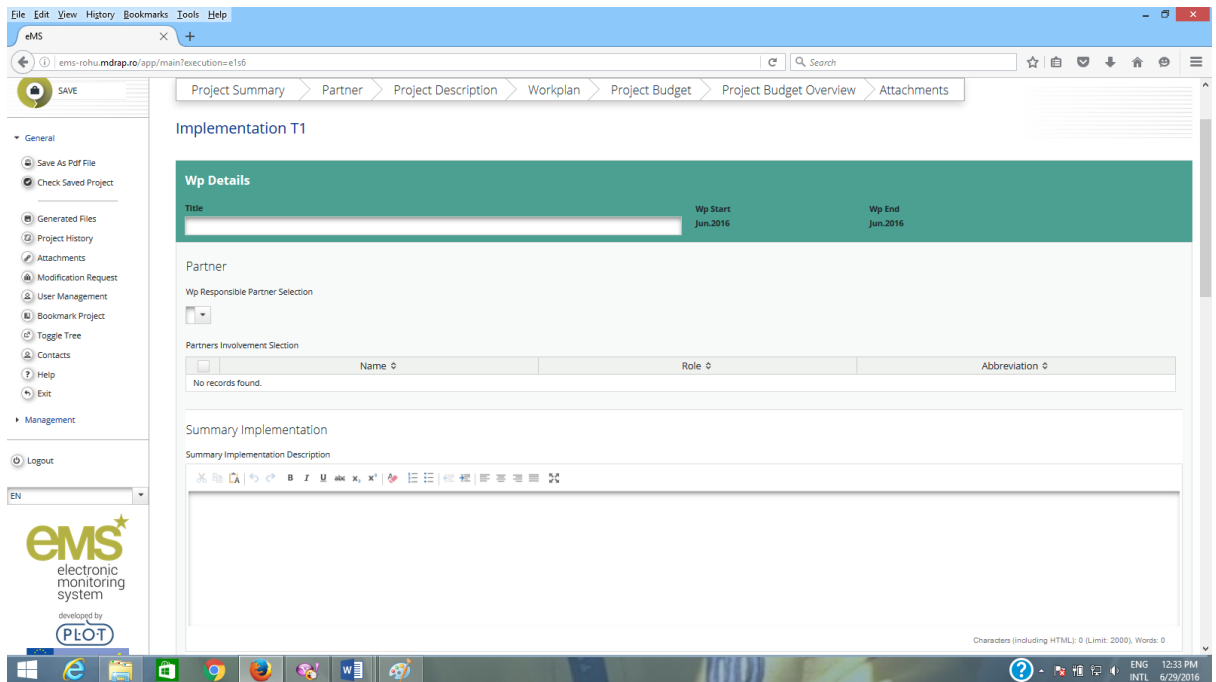 File Edit View History Bookmarks Tools Help
eMS
ems-rohu.mdrap.ro/app/main?execution=e1s6
Search
SAVE
Project Summary Partner Project Description Workplan Project Budget Project Budget Overview Attachments
Implementation T1
General
Save As Pdf File
Check Saved Project
Generated Files
Project History
Attachments
Modification Request
User Management
Bookmark Project
Toggle Tree
Contacts
Help
Exit
Management
Logout
EN
eMS
electronic
monitoring
system
developed by
PLOT
Wp Details
Title Wp Start Wp End
Jun.2016 Jun.2016
Partner
Wp Responsible Partner Selection
Partners Involvement Slection
Name Role Abbreviation
No records found.
Summary Implementation
Summary Implementation Description
B I U abc x, x²
Characters (including HTML): 0 (Limit: 2000), Words: 0
ENG 12:33 PM
INTL 6/29/2016